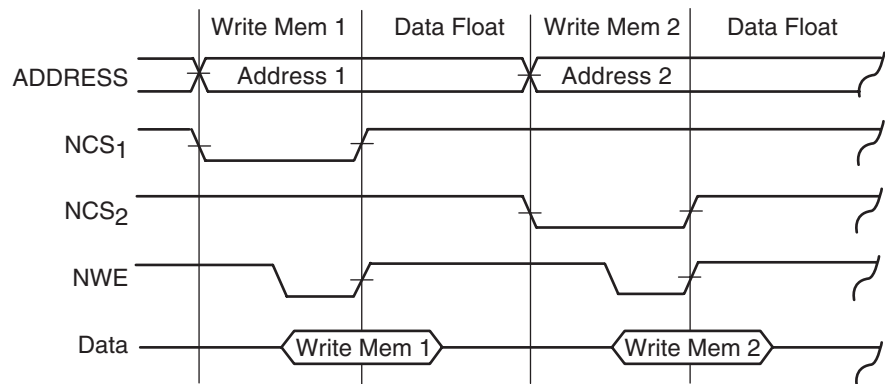 Write Mem 1 Data Float Write Mem 2 Data Float
ADDRESS Address 1 Address 2
NCS1
NCS2
NWE
Data Write Mem 1 Write Mem 2